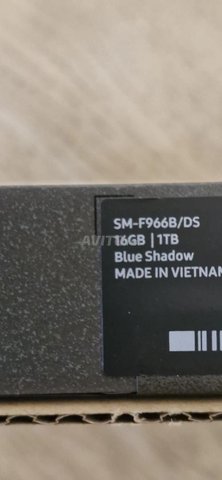 SM-F966B/DS
16GB | 1TB
Blue Shadow
MADE IN VIETNAM